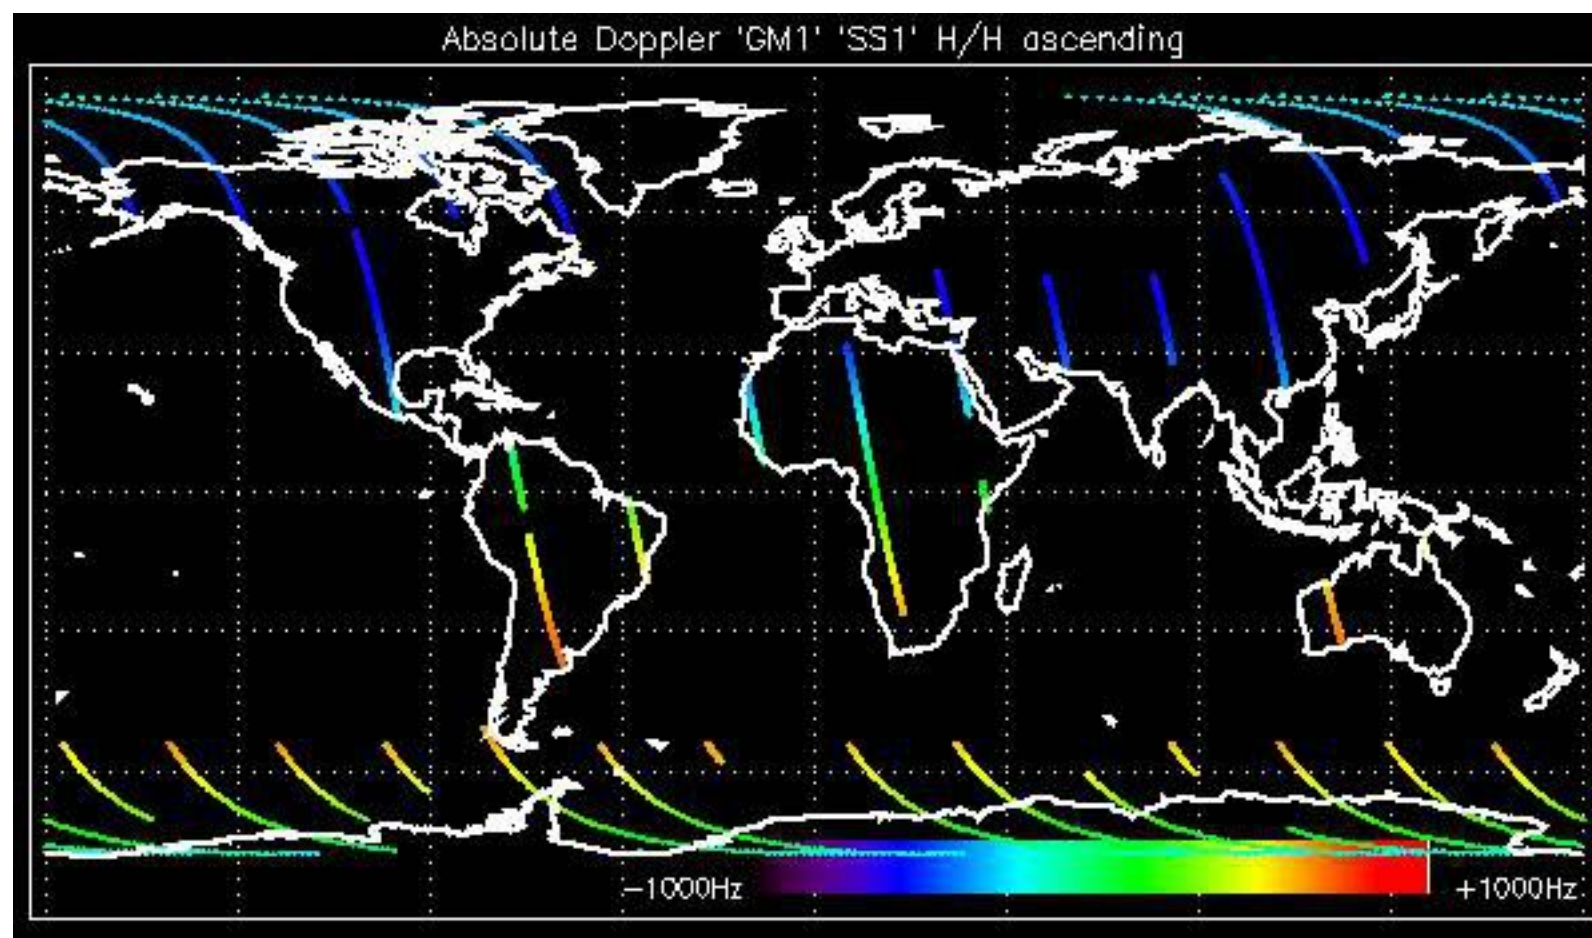 Absolute Doppler 'GM1' 'SS1' H/H ascending
−1000Hz
+1000Hz